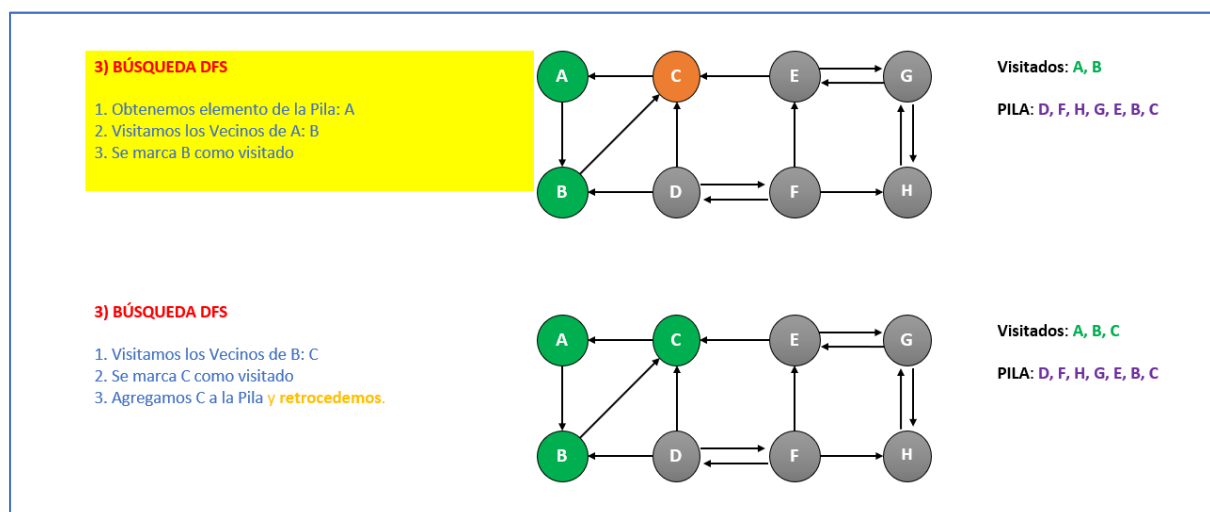 3) BÚSQUEDA DFS
1. Obtenemos elemento de la Pila: A
2. Visitamos los Vecinos de A: B
3. Se marca B como visitado
A C E G
B D F H
Visitados: A, B
PILA: D, F, H, G, E, B, C
3) BÚSQUEDA DFS
1. Visitamos los Vecinos de B: C
2. Se marca C como visitado
3. Agregamos C a la Pila y retrocedemos.
A C E G
B D F H
Visitados: A, B, C
PILA: D, F, H, G, E, B, C